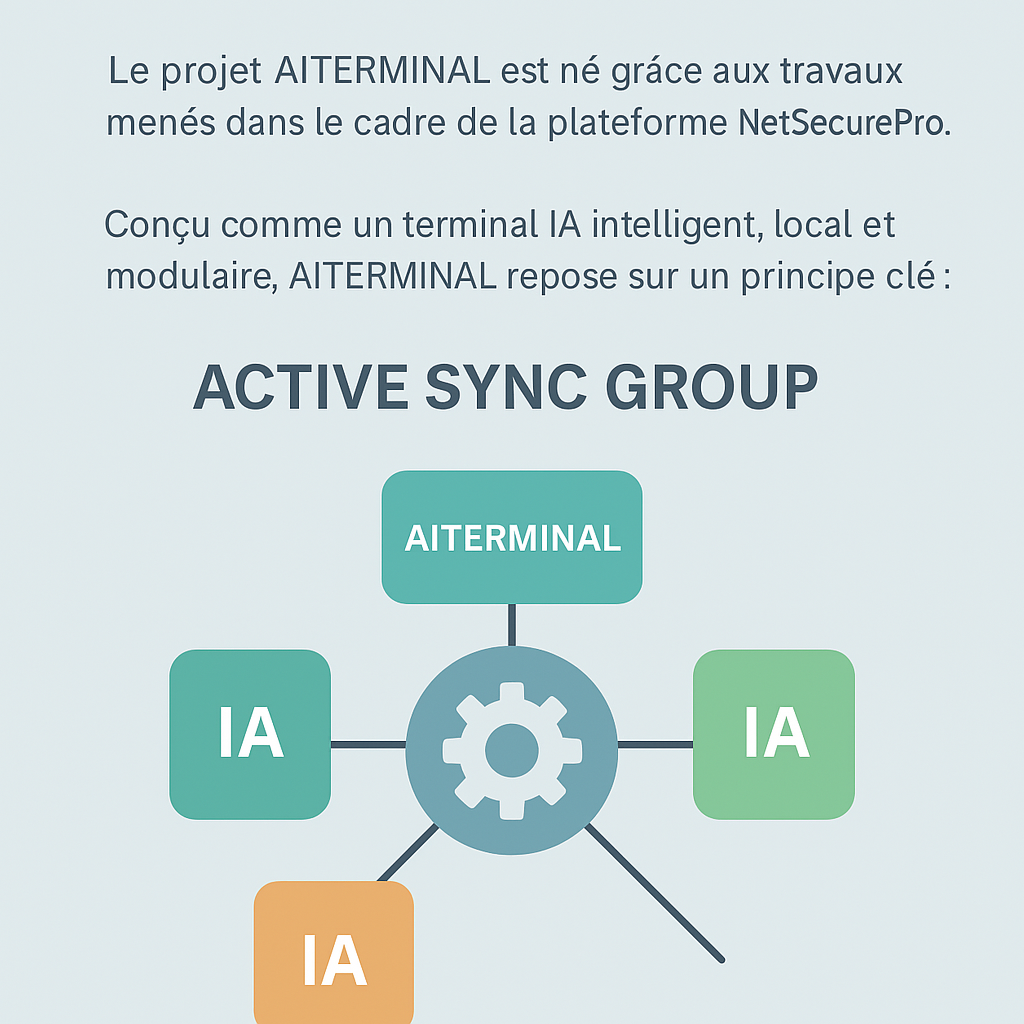 Le projet AITERMINAL est né gráce aux travaux
menés dans le cadre de la plateforme NetSecurePro.
Conçu comme un terminal IA intelligent, local et
modulaire, AITERMINAL repose sur un principe clé :
ACTIVE SYNC GROUP
AITERMINAL
IA
IA
IA